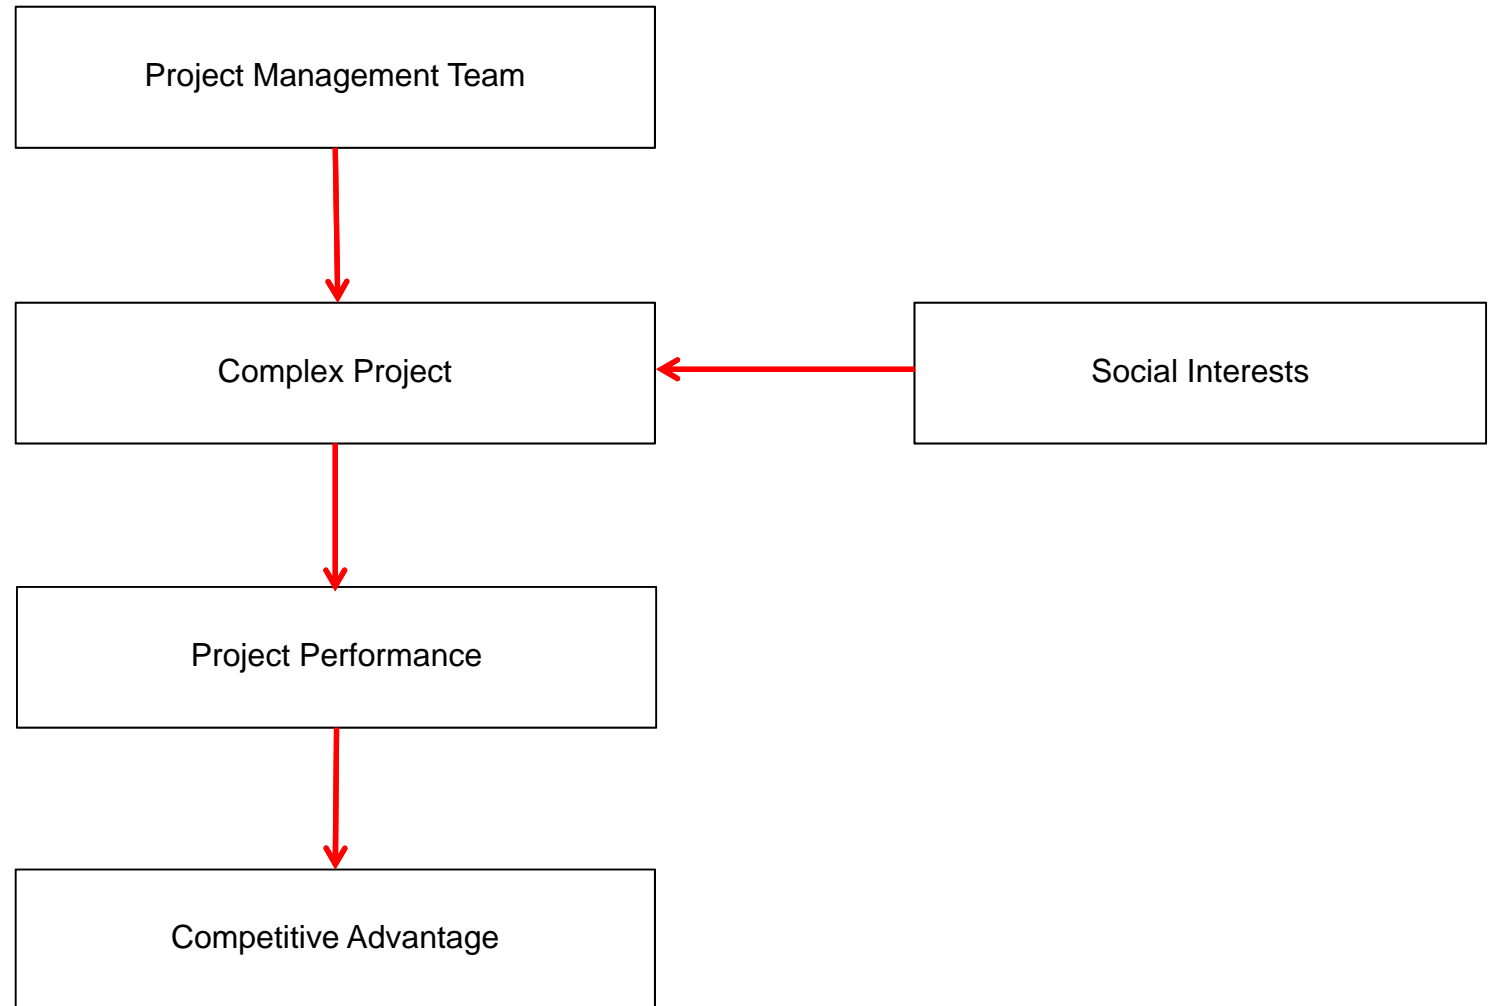 Project Management Team
Complex Project
Social Interests
Project Performance
Competitive Advantage